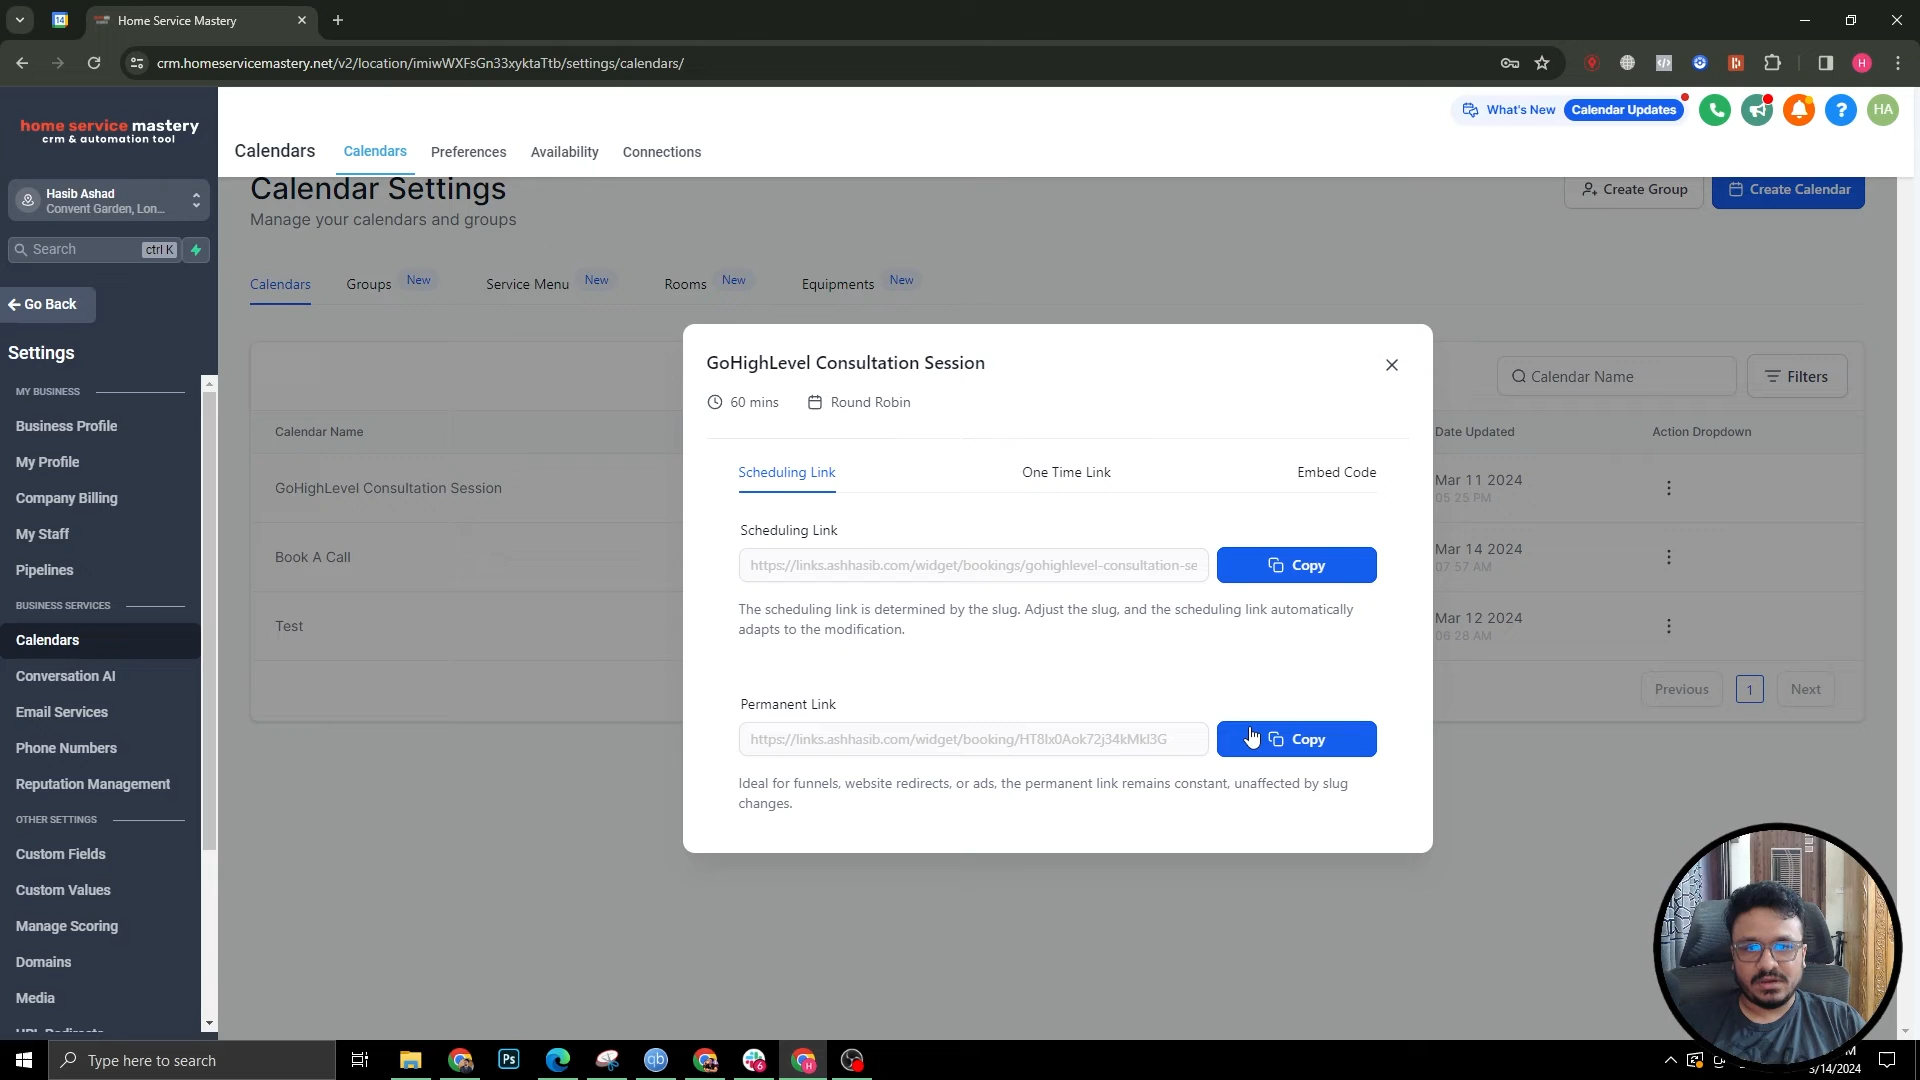 14
Home Service Mastery
crm.homeservicemastery.net/v2/location/imiwWXFsGn33xyktaTtb/settings/calendars/
H
home service mastery
crm & automation tool
Hasib Ashad
Convent Garden, Lon...
Search
ctrl K
Go Back
Settings
MY BUSINESS
Business Profile
My Profile
Company Billing
My Staff
Pipelines
BUSINESS SERVICES
Calendars
Conversation AI
Email Services
Phone Numbers
Reputation Management
OTHER SETTINGS
Custom Fields
Custom Values
Manage Scoring
Domains
Media
What's New
Calendar Updates
HA
Calendars
Calendars
Preferences
Availability
Connections
Calendar Settings
Manage your calendars and groups
Create Group
Create Calendar
Calendars
Groups
New
Service Menu
New
Rooms
New
Equipments
New
Calendar Name
Filters
Calendar Name
Date Updated
Action Dropdown
GoHighLevel Consultation Session
Mar 11 2024
05 25 PM
Book A Call
Mar 14 2024
07 57 AM
Test
Mar 12 2024
06 28 AM
Previous
1
Next
GoHighLevel Consultation Session
60 mins
Round Robin
Scheduling Link
One Time Link
Embed Code
Scheduling Link
https://links.ashhasib.com/widget/bookings/gohighlevel-consultation-se
Copy
The scheduling link is determined by the slug. Adjust the slug, and the scheduling link automatically
adapts to the modification.
Permanent Link
https://links.ashhasib.com/widget/booking/HT8lx0Aok72j34kMkl3G
Copy
Ideal for funnels, website redirects, or ads, the permanent link remains constant, unaffected by slug
changes.
Type here to search
Ps
qb
3/14/2024